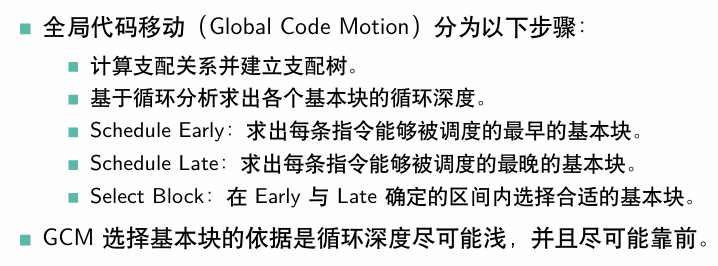 全局代码移动（Global Code Motion）分为以下步骤：
计算支配关系并建立支配树。
基于循环分析求出各个基本块的循环深度。
Schedule Early：求出每条指令能够被调度的最早的基本块。
Schedule Late：求出每条指令能够被调度的最晚的基本块。
Select Block：在 Early 与 Late 确定的区间内选择合适的基本块。
GCM 选择基本块的依据是循环深度尽可能浅，并且尽可能靠前。